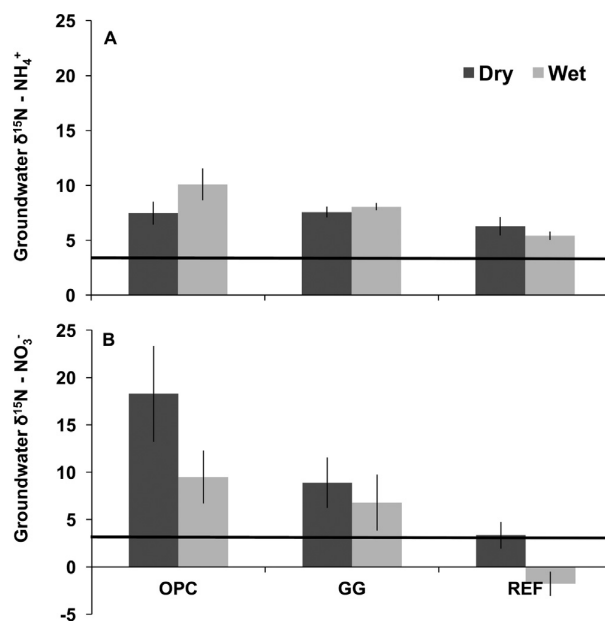 25
A
20
15
10
5
0
Groundwater δ¹⁵N - NH₄⁺
Dry
Wet
25
B
20
15
10
5
0
-5
Groundwater δ¹⁵N - NO₃⁻
OPC
GG
REF